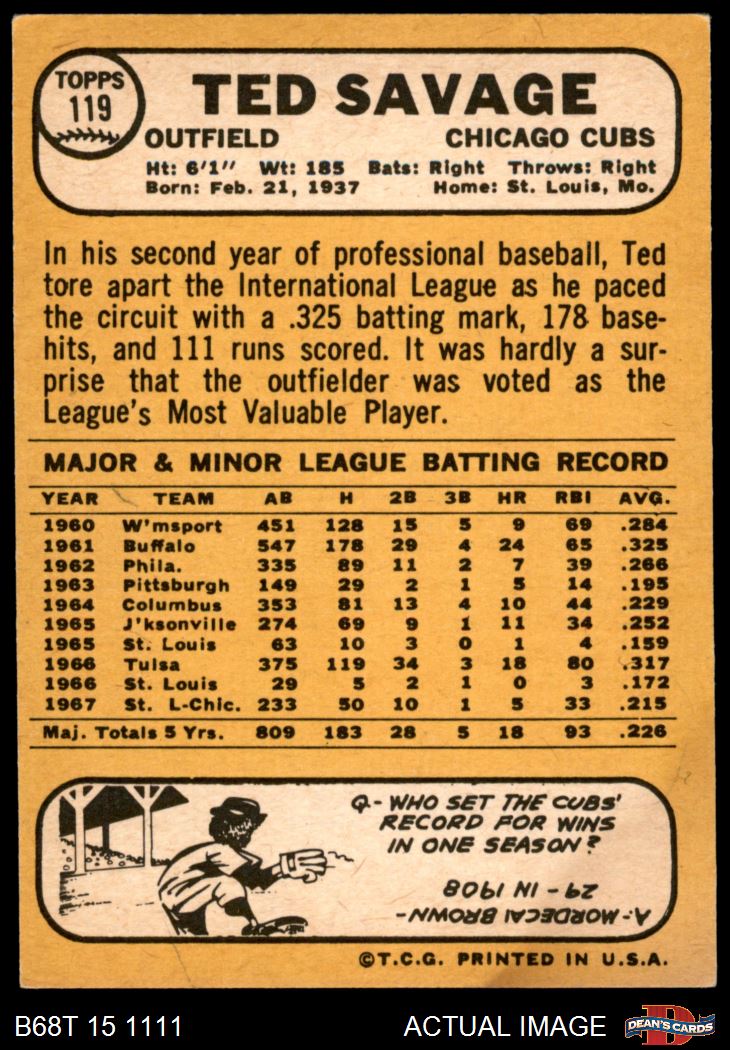 TOPPS
119
TED SAVAGE
OUTFIELD CHICAGO CUBS
Ht: 6'1" Wt: 185 Bats: Right Throws: Right
Born: Feb. 21, 1937 Home: St. Louis, Mo.
In his second year of professional baseball, Ted
tore apart the International League as he paced
the circuit with a .325 batting mark, 178 base-
hits, and 111 runs scored. It was hardly a sur-
prise that the outfielder was voted as the
League's Most Valuable Player.
MAJOR & MINOR LEAGUE BATTING RECORD
YEAR TEAM AB H 2B 3B HR RBI AVG.
1960 W'msport 451 128 15 5 9 69 .284
1961 Buffalo 547 178 29 4 24 65 .325
1962 Phila. 335 89 11 2 7 39 .266
1963 Pittsburgh 149 29 2 1 5 14 .195
1964 Columbus 353 81 13 4 10 44 .229
1965 J'ksonville 274 69 9 1 11 34 .252
1965 St. Louis 63 10 3 0 1 4 .159
1966 Tulsa 375 119 34 3 18 80 .317
1966 St. Louis 29 5 2 1 0 3 .172
1967 St. L-Chic. 233 50 10 1 5 33 .215
Maj. Totals 5 Yrs. 809 183 28 5 18 93 .226
Q-WHO SET THE CUBS'
RECORD FOR WINS
IN ONE SEASON?
A-MORDECAI BROWN-
29-IN 1908
©T.C.G. PRINTED IN U.S.A.
B68T 15 1111 ACTUAL IMAGE
D
DEAN'S CARDS